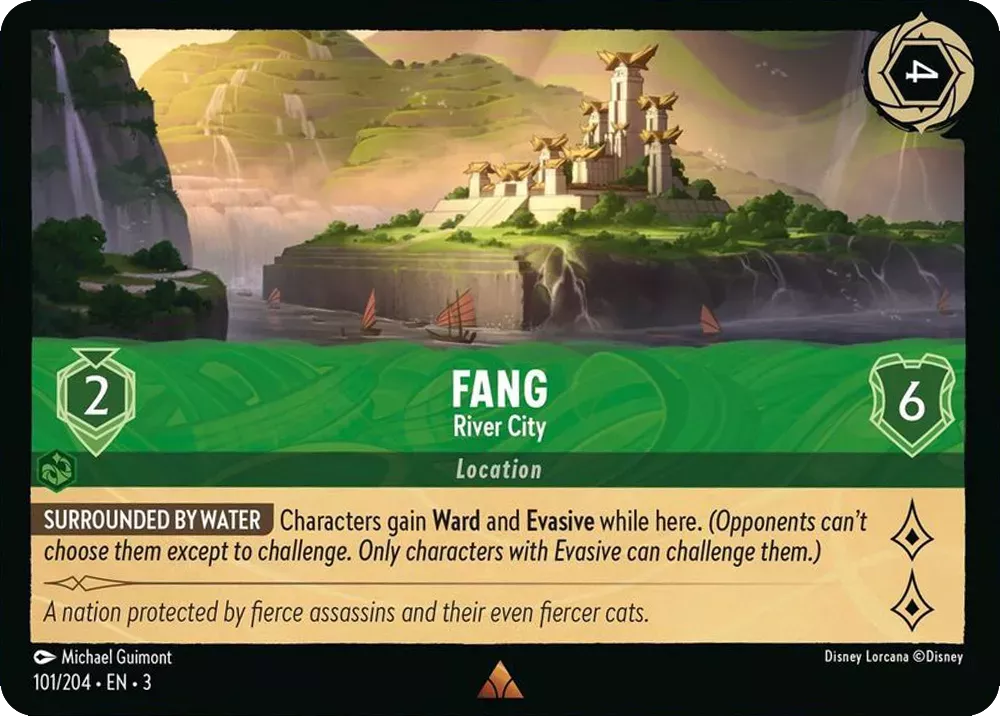 4
2
FANG
River City
6
Location
SURROUNDED BY WATER Characters gain Ward and Evasive while here. (Opponents can't
choose them except to challenge. Only characters with Evasive can challenge them.)
A nation protected by fierce assassins and their even fiercer cats.
Michael Guimont
Disney Lorcana ©Disney
101/204 • EN • 3